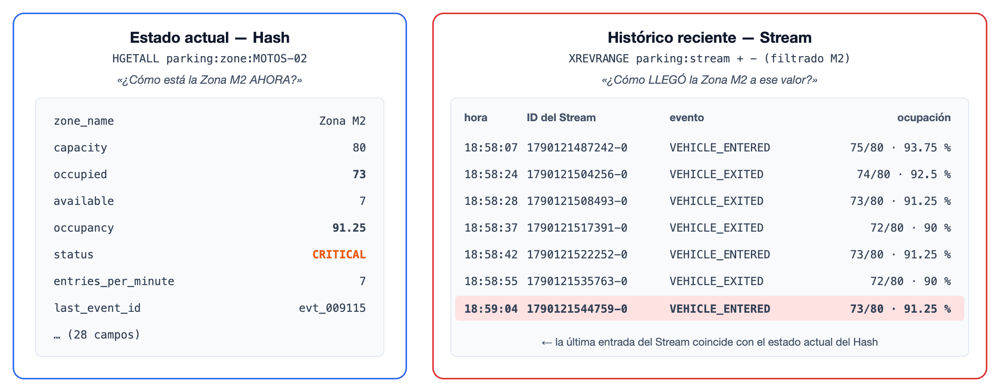 Estado actual — Hash
HGETALL parking:zone:MOTOS-02
«¿Cómo está la Zona M2 AHORA?»
zone_name Zona M2
capacity 80
occupied 73
available 7
occupancy 91.25
status CRITICAL
entries_per_minute 7
last_event_id evt_009115
… (28 campos)
Histórico reciente — Stream
XREVRANGE parking:stream + - (filtrado M2)
«¿Cómo LLEGÓ la Zona M2 a ese valor?»
hora ID del Stream evento ocupación
18:58:07 1790121487242-0 VEHICLE_ENTERED 75/80 · 93.75 %
18:58:24 1790121504256-0 VEHICLE_EXITED 74/80 · 92.5 %
18:58:28 1790121508493-0 VEHICLE_EXITED 73/80 · 91.25 %
18:58:37 1790121517391-0 VEHICLE_EXITED 72/80 · 90 %
18:58:42 1790121522252-0 VEHICLE_ENTERED 73/80 · 91.25 %
18:58:55 1790121535763-0 VEHICLE_EXITED 72/80 · 90 %
18:59:04 1790121544759-0 VEHICLE_ENTERED 73/80 · 91.25 %
← la última entrada del Stream coincide con el estado actual del Hash